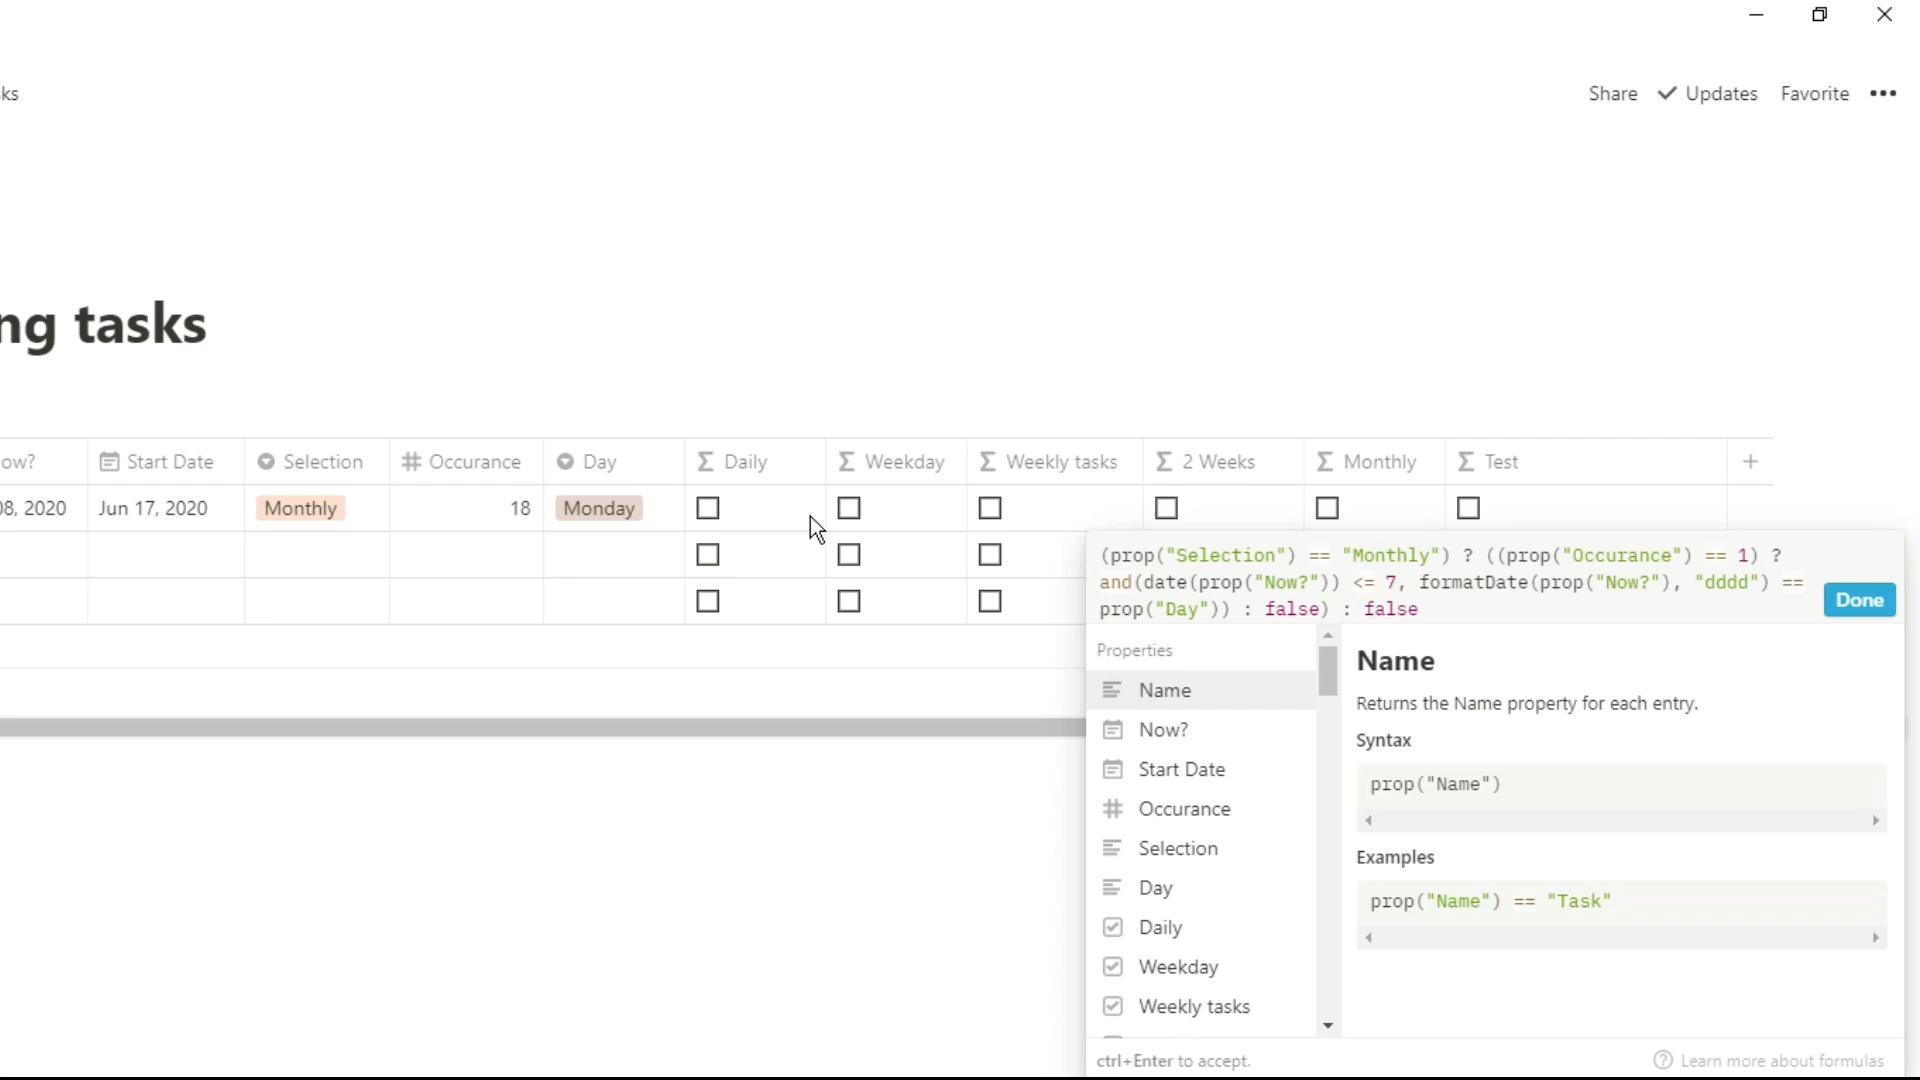 ks
Share ✓ Updates Favorite •••
ng tasks
ow? Start Date Selection Occurance Day Daily Weekday Weekly tasks 2 Weeks Monthly Test +
08, 2020 Jun 17, 2020 Monthly 18 Monday
(prop("Selection") == "Monthly") ? ((prop("Occurance") == 1) ?
and(date(prop("Now?")) <= 7, formatDate(prop("Now?"), "dddd") ==
prop("Day")) : false) : false
Done
Properties
Name
Now?
Start Date
Occurance
Selection
Day
Daily
Weekday
Weekly tasks
Name
Returns the Name property for each entry.
Syntax
prop("Name")
Examples
prop("Name") == "Task"
ctrl+Enter to accept.
Learn more about formulas